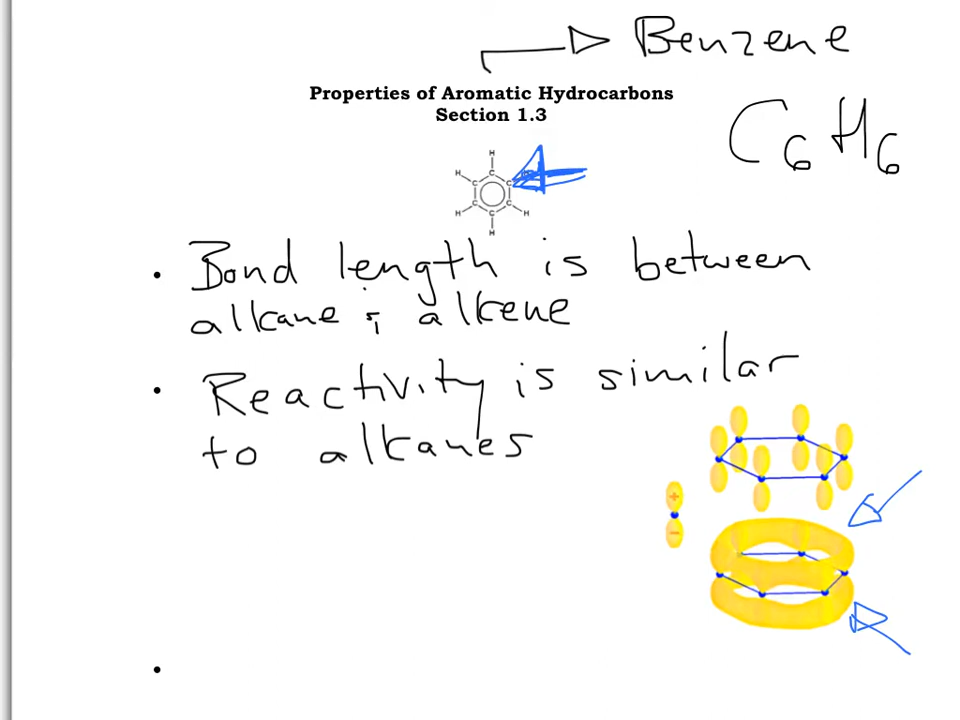 Benzene
Properties of Aromatic Hydrocarbons
Section 1.3
C6H6
H
H C C
C C
H C H
H
• Bond length is between
alkane & alkene
• Reactivity is similar
to alkanes
+
−
•